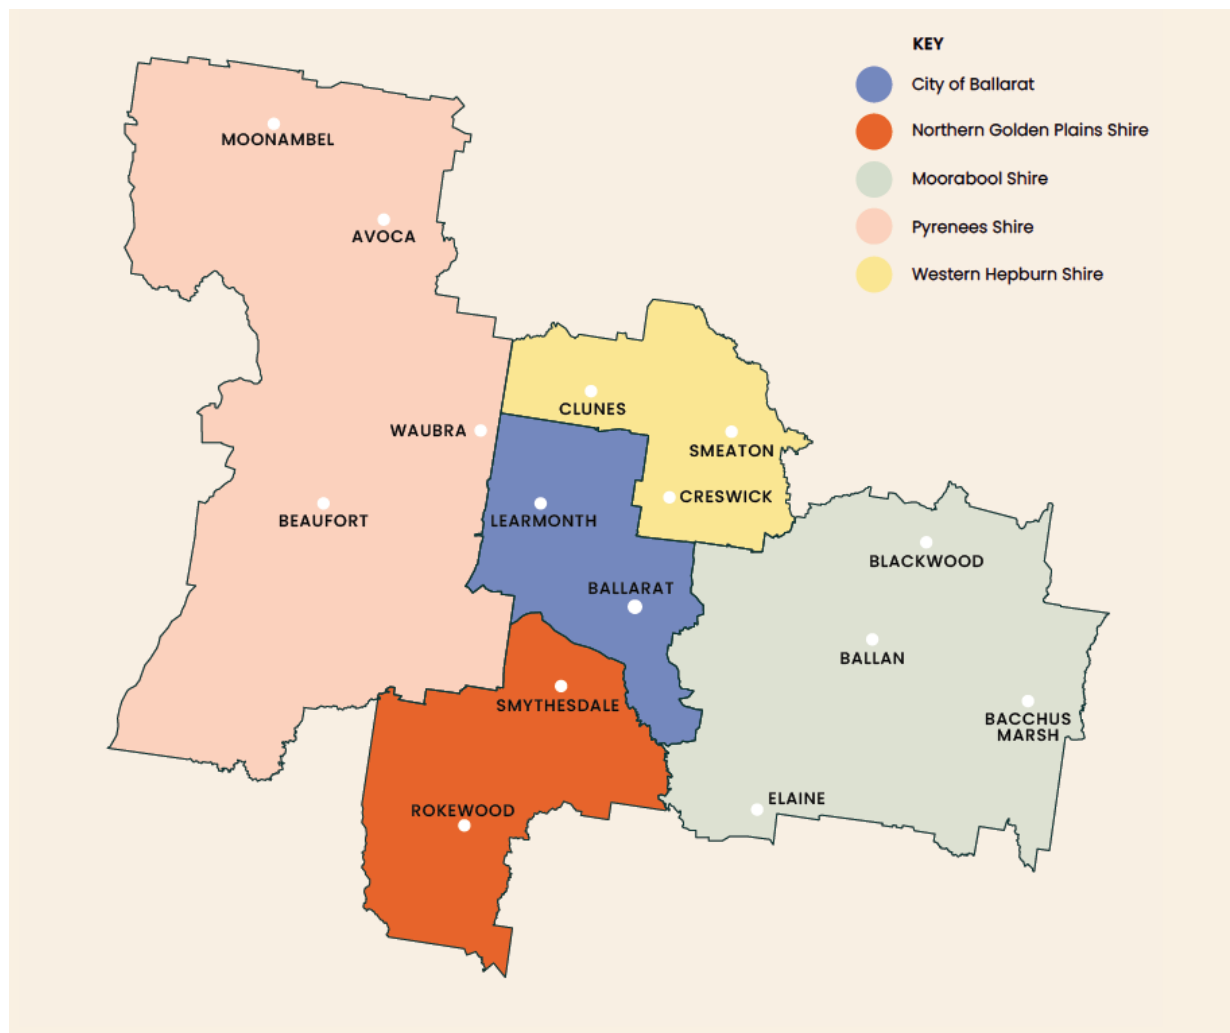 KEY
City of Ballarat
Northern Golden Plains Shire
Moorabool Shire
Pyrenees Shire
Western Hepburn Shire
MOONAMBEL
AVOCA
CLUNES
WAUBRA
SMEATON
CRESWICK
BEAUFORT
LEARMONTH
BLACKWOOD
BALLARAT
BALLAN
SMYTHESDALE
BACCHUS
MARSH
ELAINE
ROKEWOOD